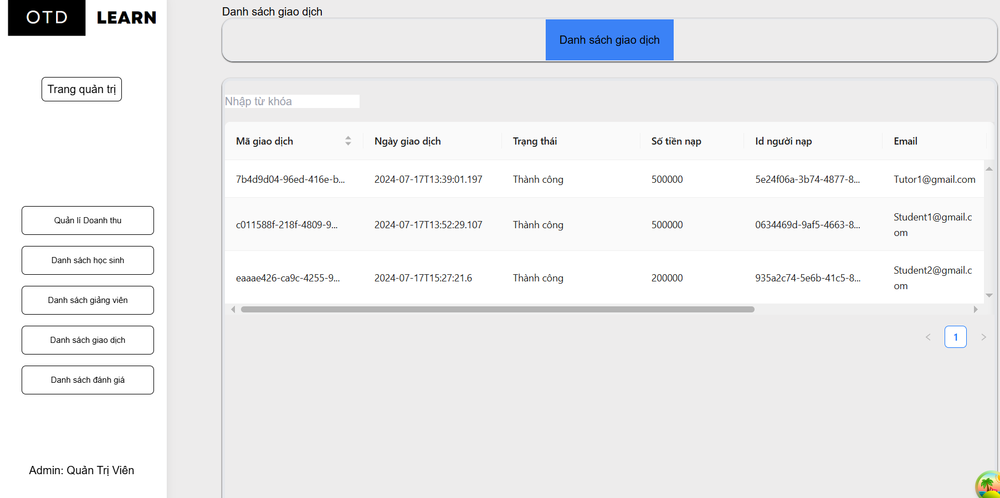 OTD LEARN
Trang quản trị
Quản lí Doanh thu
Danh sách học sinh
Danh sách giảng viên
Danh sách giao dịch
Danh sách đánh giá
Admin: Quản Trị Viên
Danh sách giao dịch
Danh sách giao dịch
Nhập từ khóa
Mã giao dịch Ngày giao dịch Trạng thái Số tiền nạp Id người nạp Email
7b4d9d04-96ed-416e-b... 2024-07-17T13:39:01.197 Thành công 500000 5e24f06a-3b74-4877-8... Tutor1@gmail.com
c011588f-218f-4809-9... 2024-07-17T13:52:29.107 Thành công 500000 0634469d-9af5-4663-8... Student1@gmail.c
om
eaaae426-ca9c-4255-9... 2024-07-17T15:27:21.6 Thành công 200000 935a2c74-5e6b-41c5-8... Student2@gmail.c
om
1